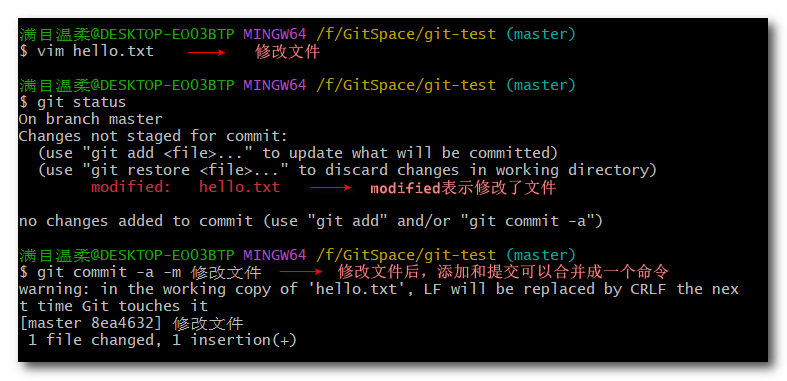 满目温柔@DESKTOP-EO03BTP MINGW64 /f/GitSpace/git-test (master)
$ vim hello.txt 修改文件
满目温柔@DESKTOP-EO03BTP MINGW64 /f/GitSpace/git-test (master)
$ git status
On branch master
Changes not staged for commit:
(use "git add <file>..." to update what will be committed)
(use "git restore <file>..." to discard changes in working directory)
modified: hello.txt modified表示修改了文件
no changes added to commit (use "git add" and/or "git commit -a")
满目温柔@DESKTOP-EO03BTP MINGW64 /f/GitSpace/git-test (master)
$ git commit -a -m 修改文件 修改文件后，添加和提交可以合并成一个命令
warning: in the working copy of 'hello.txt', LF will be replaced by CRLF the nex
t time Git touches it
[master 8ea4632] 修改文件
1 file changed, 1 insertion(+)